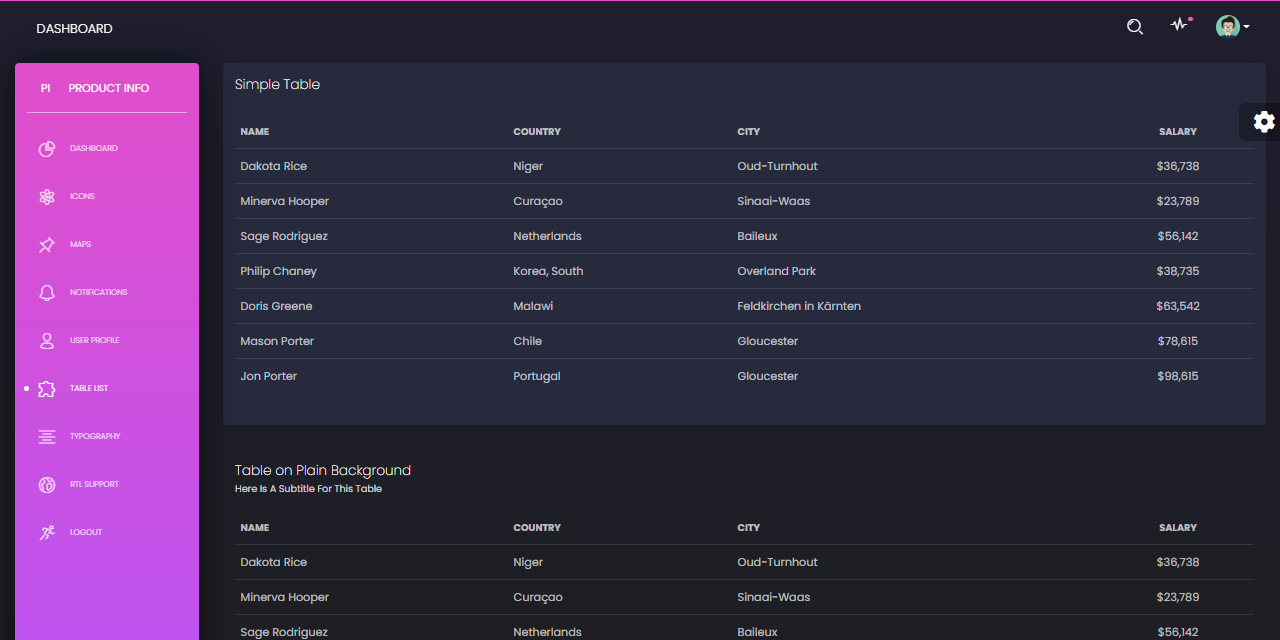 DASHBOARD
PI PRODUCT INFO
DASHBOARD
ICONS
MAPS
NOTIFICATIONS
USER PROFILE
TABLE LIST
TYPOGRAPHY
RTL SUPPORT
LOGOUT
Simple Table
NAME COUNTRY CITY SALARY
Dakota Rice Niger Oud-Turnhout $36,738
Minerva Hooper Curaçao Sinaai-Waas $23,789
Sage Rodriguez Netherlands Baileux $56,142
Philip Chaney Korea, South Overland Park $38,735
Doris Greene Malawi Feldkirchen in Kärnten $63,542
Mason Porter Chile Gloucester $78,615
Jon Porter Portugal Gloucester $98,615
Table on Plain Background
Here Is A Subtitle For This Table
NAME COUNTRY CITY SALARY
Dakota Rice Niger Oud-Turnhout $36,738
Minerva Hooper Curaçao Sinaai-Waas $23,789
Sage Rodriguez Netherlands Baileux $56,142